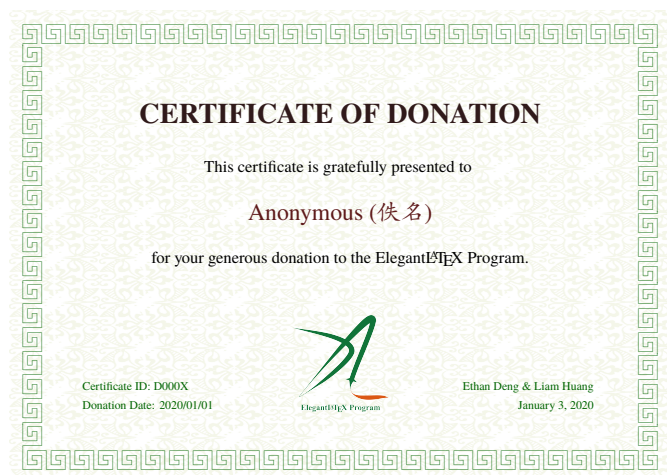 CERTIFICATE OF DONATION
This certificate is gratefully presented to
Anonymous (佚名)
for your generous donation to the ElegantLATEX Program.
ElegantLATEX Program
Certificate ID: D000X
Donation Date: 2020/01/01
Ethan Deng & Liam Huang
January 3, 2020